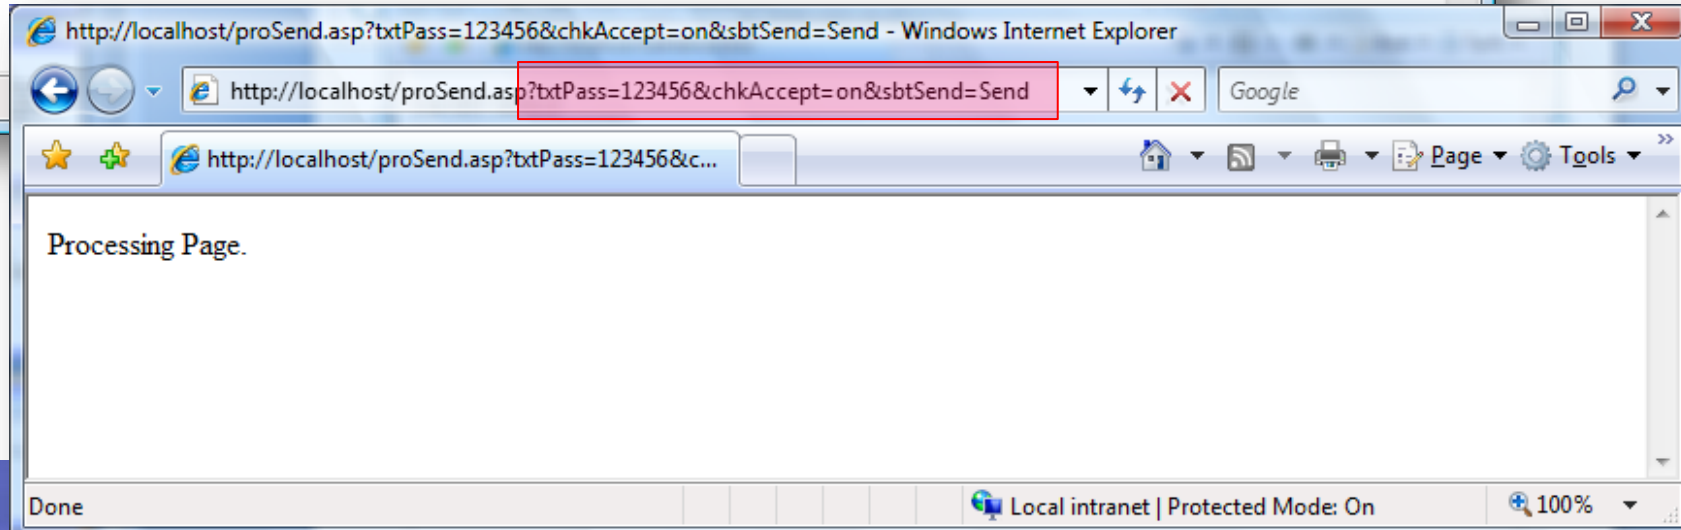 http://localhost/proSend.asp?txtPass=123456&chkAccept=on&sbtSend=Send - Windows Internet Explorer
http://localhost/proSend.asp?txtPass=123456&chkAccept=on&sbtSend=Send Google
http://localhost/proSend.asp?txtPass=123456&c... Page Tools »
Processing Page.
Done Local intranet | Protected Mode: On 100%